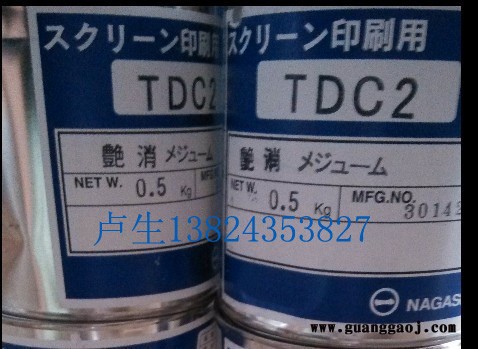 スクリーン印刷用
TDC2
艶消 メジューム
NET W. 0.5 Kg
スクリーン印刷用
TDC2
艶消 メジューム
NET W. 0.5 Kg MFG.NO.
卢生13824353827
www.guanggaoj.com